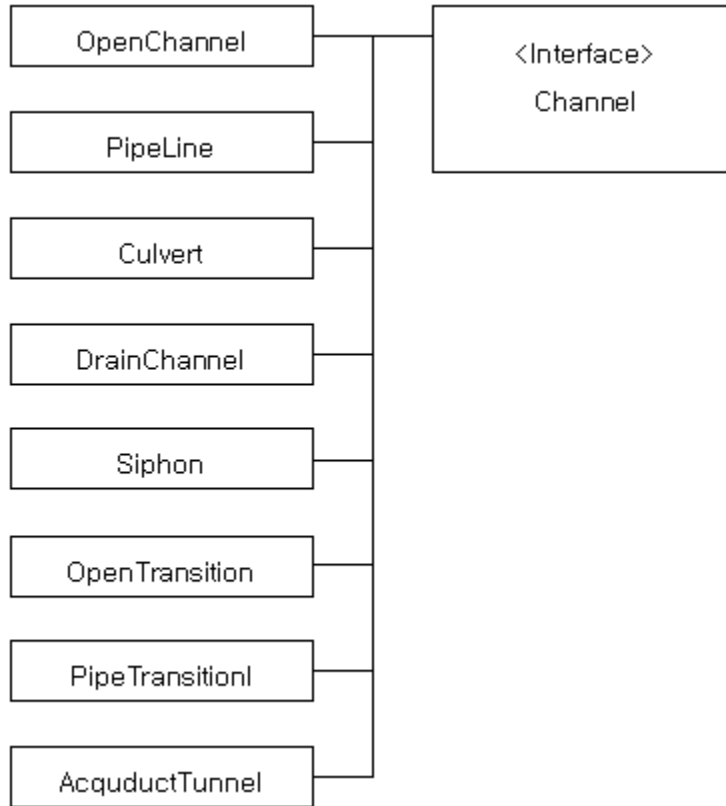 OpenChannel
<Interface>
Channel
PipeLine
Culvert
DrainChannel
Siphon
OpenTransition
PipeTransitionl
AcquductTunnel